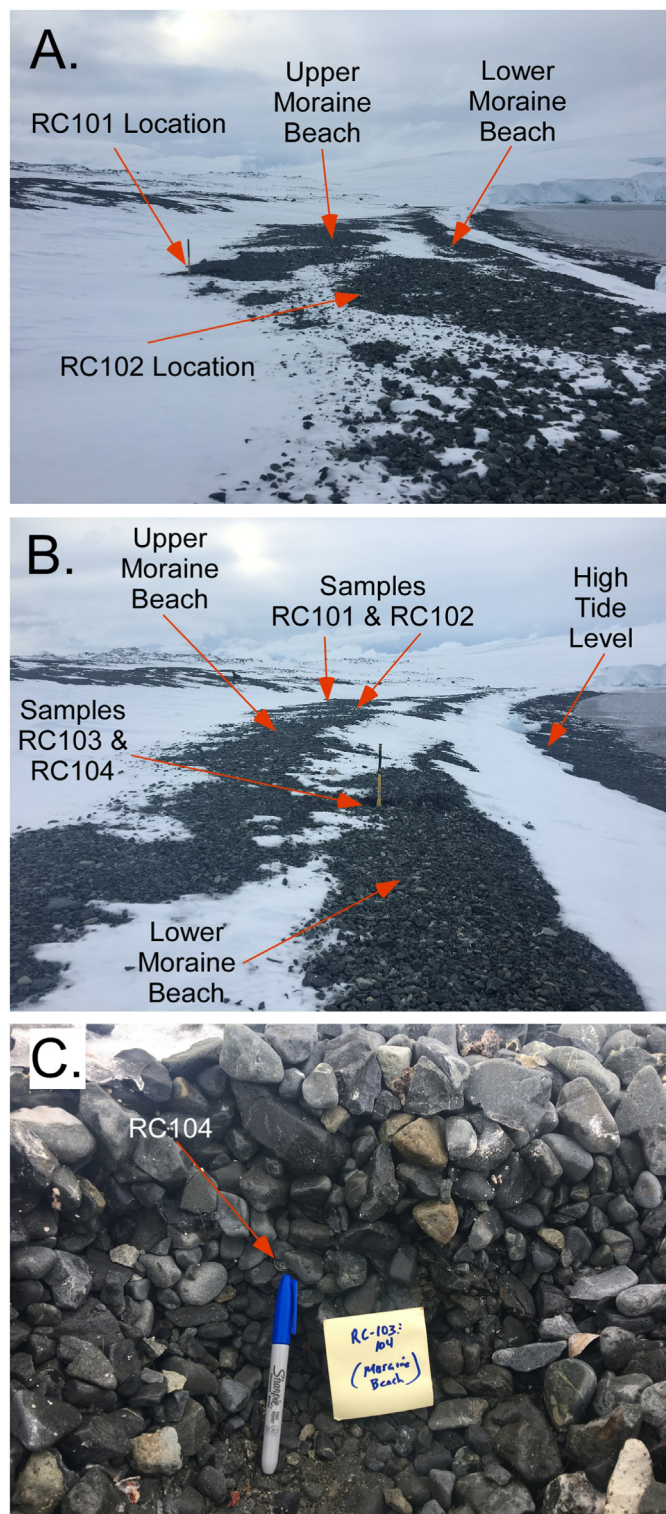 A.
Upper
Moraine
Beach
Lower
Moraine
Beach
RC101 Location
RC102 Location
B.
Upper
Moraine
Beach
Samples
RC101 & RC102
High
Tide
Level
Samples
RC103 &
RC104
Lower
Moraine
Beach
C.
RC104
RC-103:
104
(Moraine
Beach)
Sharpie